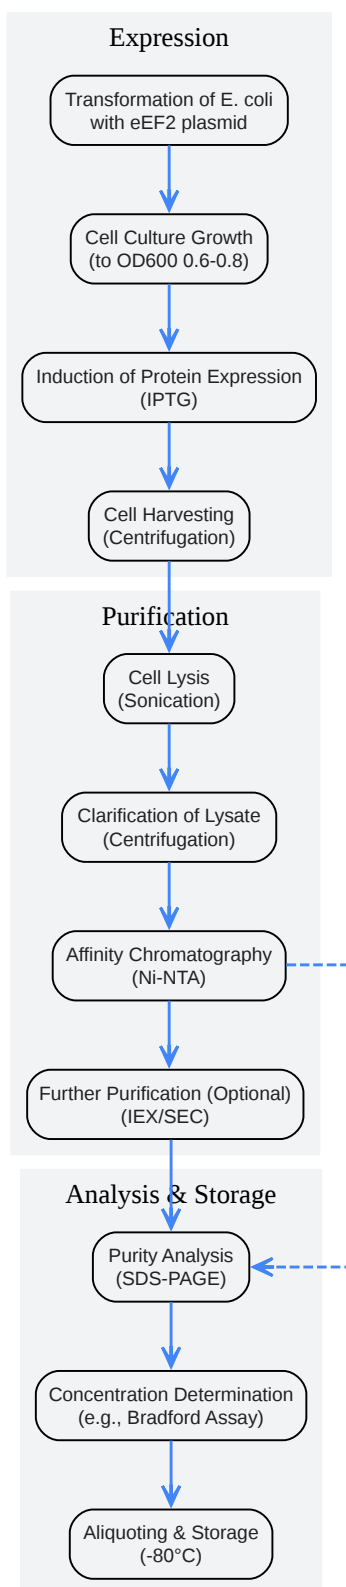 Expression
Transformation of E. coli
with eEF2 plasmid
Cell Culture Growth
(to OD600 0.6-0.8)
Induction of Protein Expression
(IPTG)
Cell Harvesting
(Centrifugation)
Purification
Cell Lysis
(Sonication)
Clarification of Lysate
(Centrifugation)
Affinity Chromatography
(Ni-NTA)
Further Purification (Optional)
(IEX/SEC)
Analysis & Storage
Purity Analysis
(SDS-PAGE)
Concentration Determination
(e.g., Bradford Assay)
Aliquoting & Storage
(-80°C)